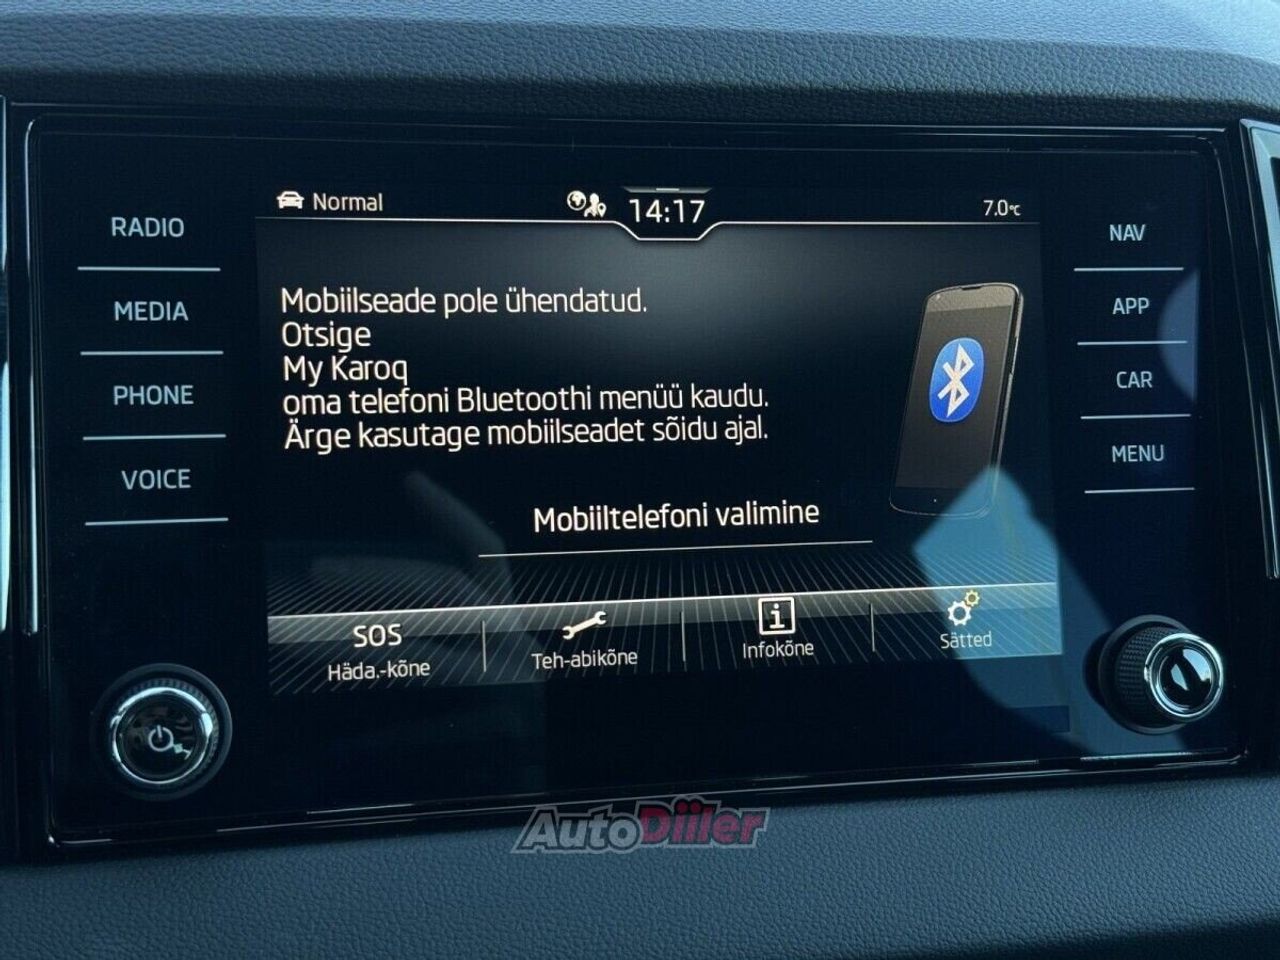 Normal
14:17
7.0°C
RADIO
MEDIA
PHONE
VOICE
Mobiilseade pole ühendatud.
Otsige
My Karoq
oma telefoni Bluetoothi menüü kaudu.
Ärge kasutage mobiilseadet sõidu ajal.
Mobiiltelefoni valimine
SOS
Häda.-kõne
Teh-abikõne
Infokõne
Sätted
NAV
APP
CAR
MENU
AutoDiiler